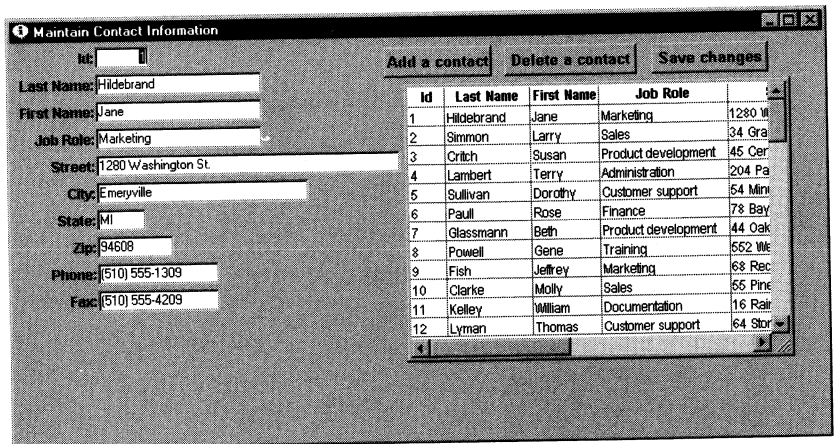 Maintain Contact Information
Id: 1
Last Name: Hildebrand
First Name: Jane
Job Role: Marketing
Street: 1280 Washington St.
City: Emeryville
State: MI
Zip: 94608
Phone: (510) 555-1309
Fax: (510) 555-4209
Add a contact Delete a contact Save changes
Id Last Name First Name Job Role
1 Hildebrand Jane Marketing 1280 W
2 Simmon Larry Sales 34 Gra
3 Critch Susan Product development 45 Cer
4 Lambert Terry Administration 204 Pa
5 Sullivan Dorothy Customer support 54 Minu
6 Paull Rose Finance 78 Bay
7 Glassmann Beth Product development 44 Oak
8 Powell Gene Training 552 We
9 Fish Jeffrey Marketing 68 Rec
10 Clarke Molly Sales 55 Pine
11 Kelley William Documentation 16 Rain
12 Lyman Thomas Customer support 64 Stor